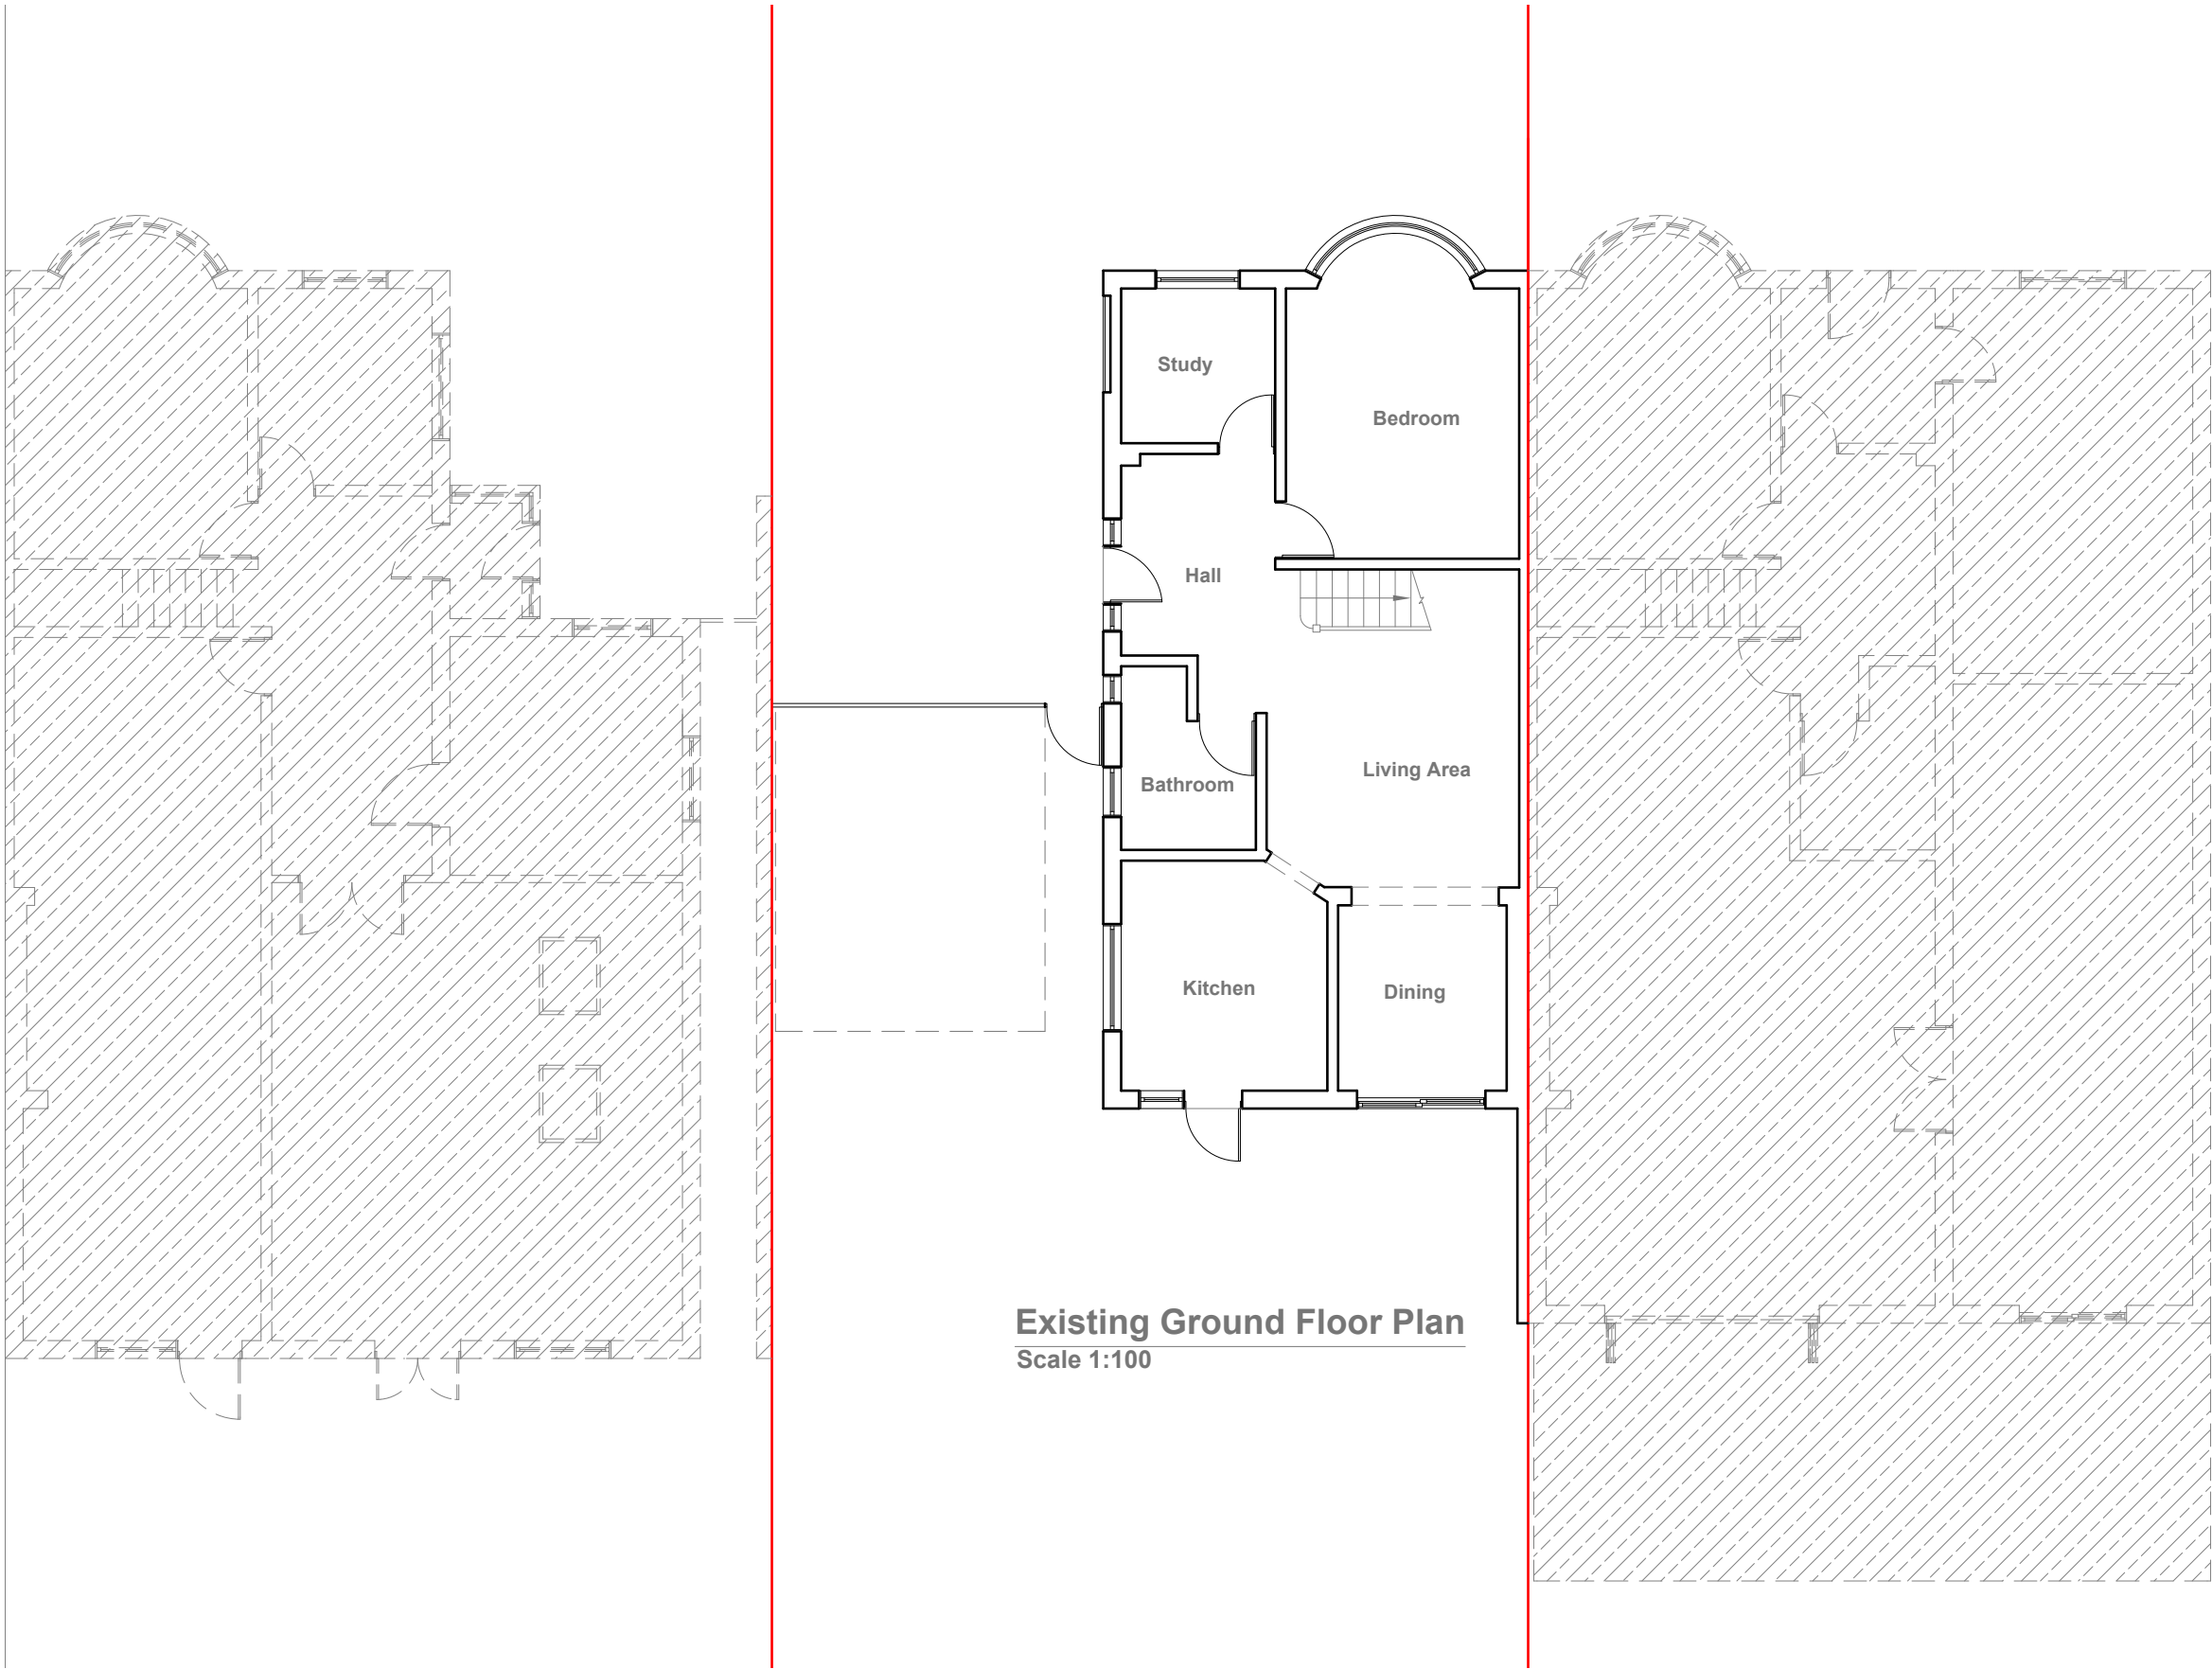 Study
Bedroom
Hall
Living Area
Bathroom
Kitchen
Dining
Existing Ground Floor Plan
Scale 1:100